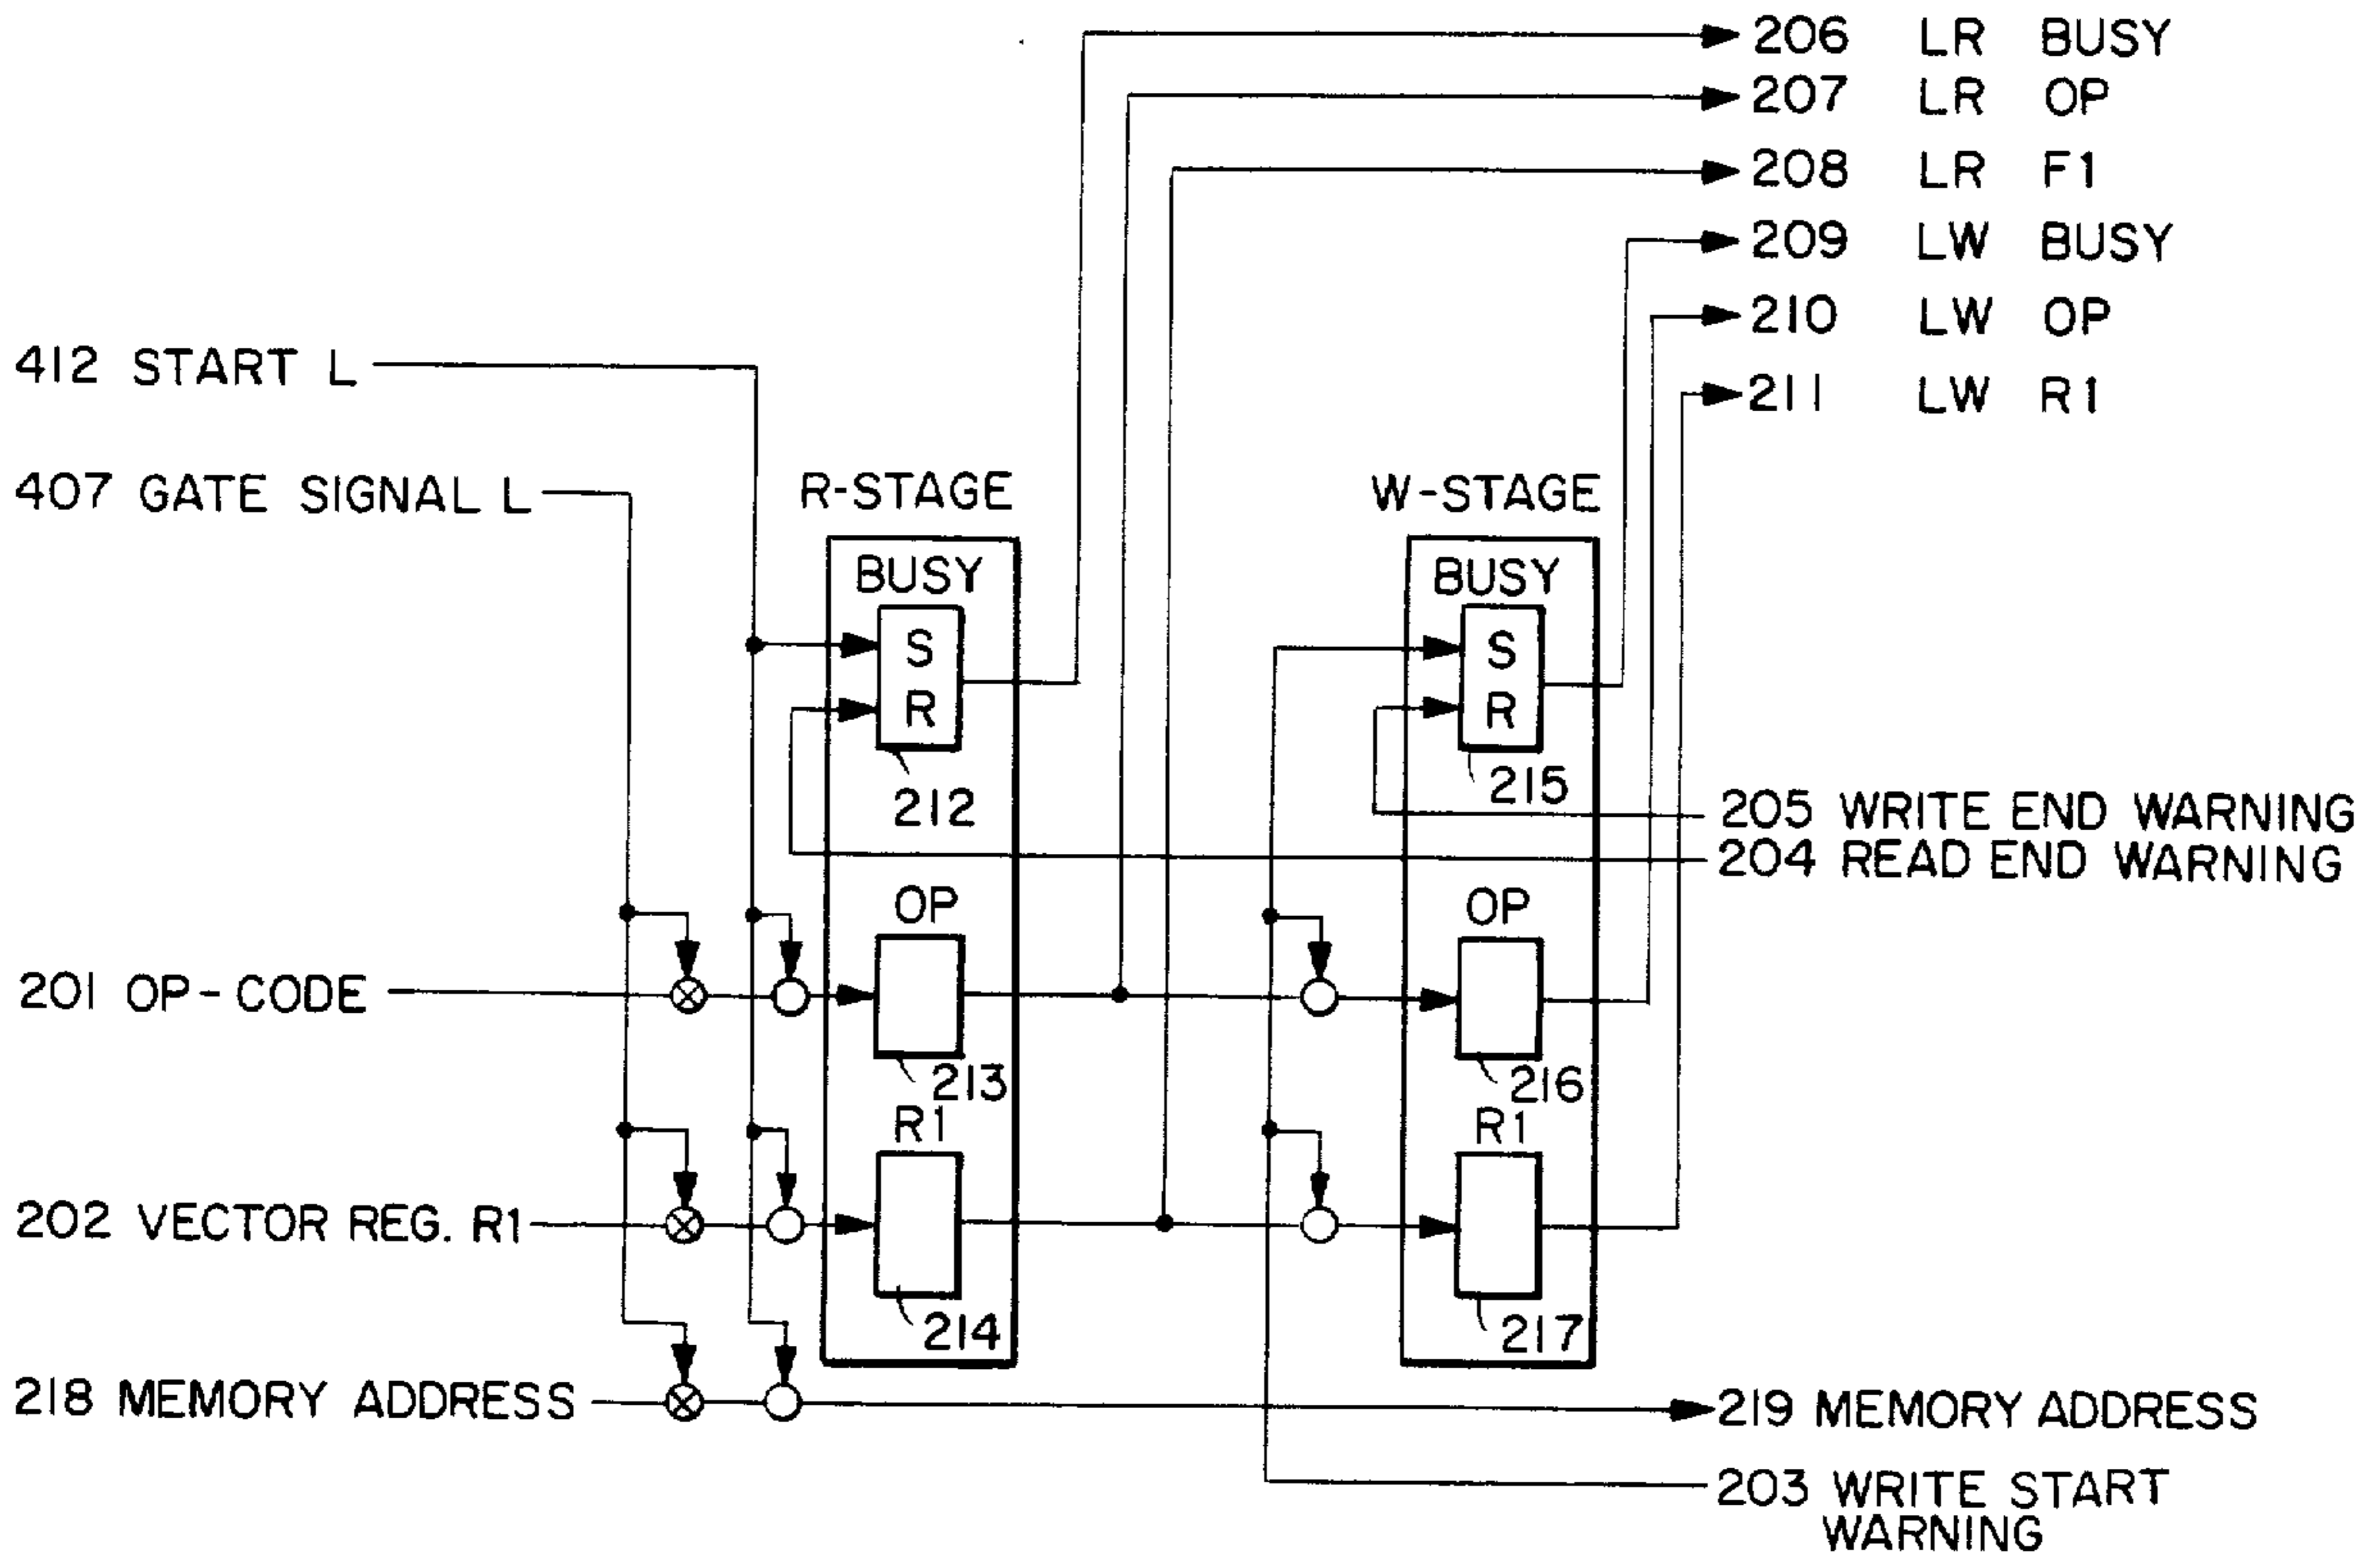 206 LR BUSY
207 LR OP
208 LR F1
209 LW BUSY
210 LW OP
211 LW R1
412 START L
407 GATE SIGNAL L
R-STAGE
W-STAGE
BUSY
BUSY
S
S
R
R
212
215
205 WRITE END WARNING
204 READ END WARNING
OP
OP
201 OP-CODE
213
216
R1
R1
202 VECTOR REG. R1
214
217
218 MEMORY ADDRESS
219 MEMORY ADDRESS
203 WRITE START
WARNING